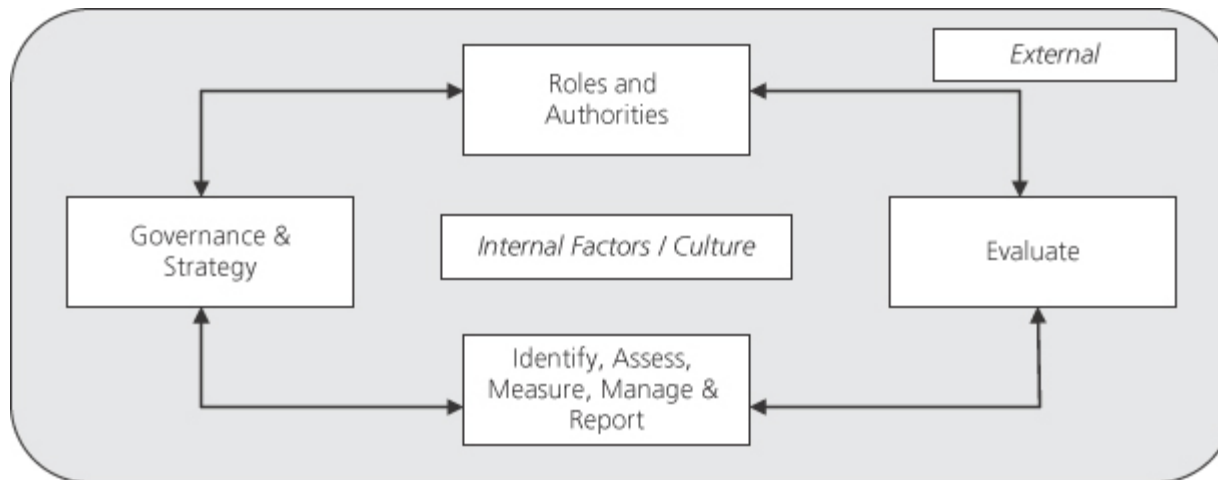 Roles and
Authorities
External
Governance &
Strategy
Internal Factors / Culture
Evaluate
Identify, Assess,
Measure, Manage &
Report